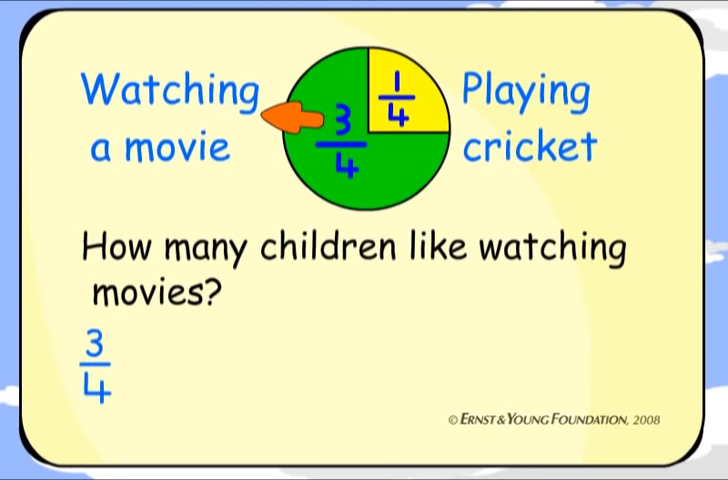 Watching
a movie
3/4
1/4
Playing
cricket
How many children like watching
movies?
3/4
© ERNST & YOUNG FOUNDATION, 2008